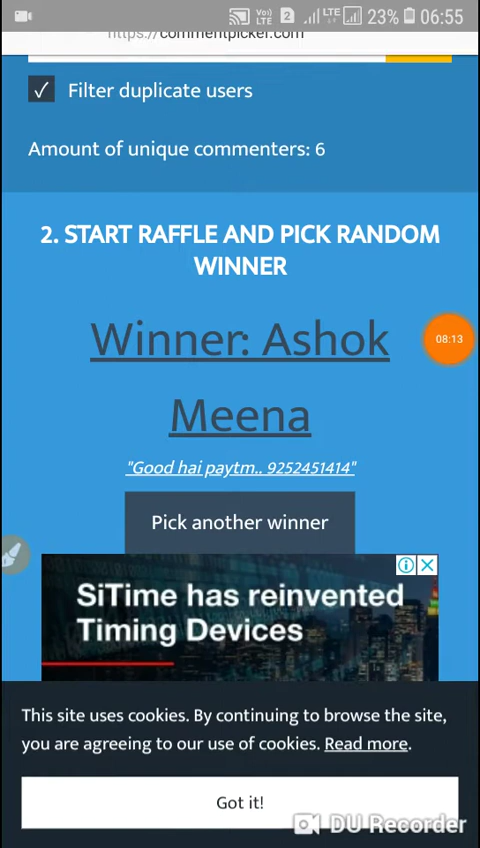 Vo))
LTE
2
LTE
23%
06:55
https://commentpicker.com
✓ Filter duplicate users
Amount of unique commenters: 6
2. START RAFFLE AND PICK RANDOM
WINNER
Winner: Ashok
Meena
08:13
"Good hai paytm.. 9252451414"
Pick another winner
SiTime has reinvented
Timing Devices
This site uses cookies. By continuing to browse the site,
you are agreeing to our use of cookies. Read more.
Got it!
DU Recorder